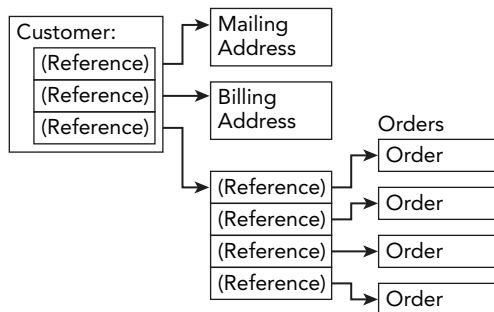 Customer:
(Reference)
(Reference)
(Reference)
Mailing
Address
Billing
Address
Orders
(Reference)
(Reference)
(Reference)
(Reference)
Order
Order
Order
Order